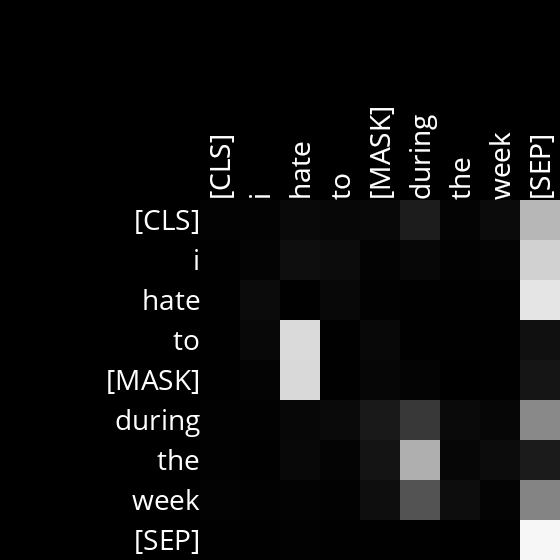 [CLS] i hate to [MASK] during the week [SEP]
[CLS]
i
hate
to
[MASK]
during
the
week
[SEP]